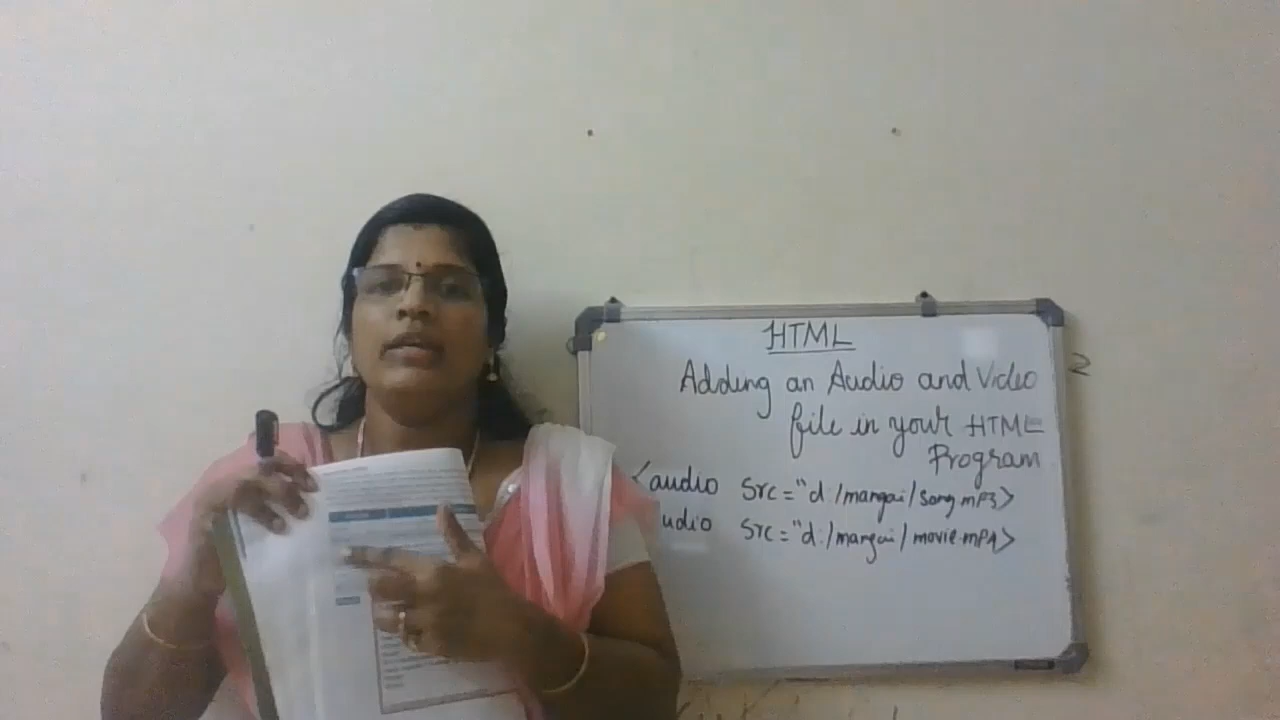 HTML
Adding an Audio and Video
file in your HTML
Program
<audio src="d:/mangai/song.mp3>
udio src="d:/mangai/movie.mp4>
2